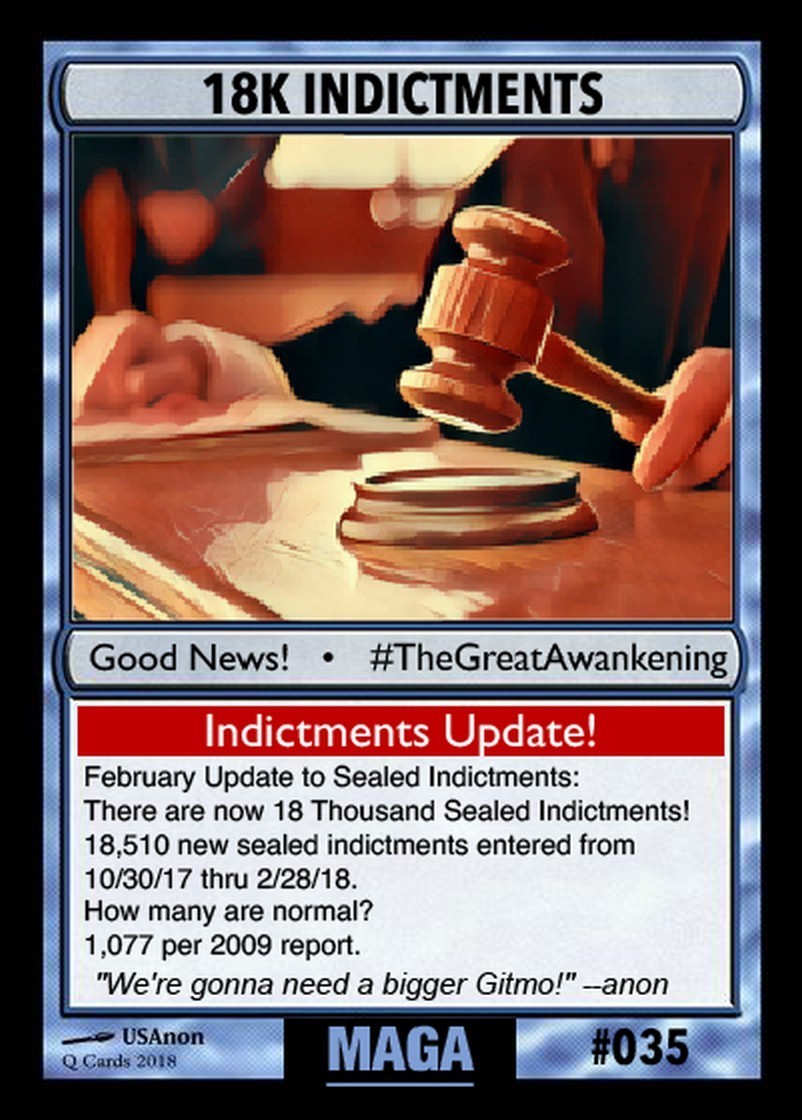 18K INDICTMENTS
Good News! • #TheGreatAwankening
Indictments Update!
February Update to Sealed Indictments:
There are now 18 Thousand Sealed Indictments!
18,510 new sealed indictments entered from
10/30/17 thru 2/28/18.
How many are normal?
1,077 per 2009 report.
"We're gonna need a bigger Gitmo!" --anon
USAnon
Q Cards 2018
MAGA
#035